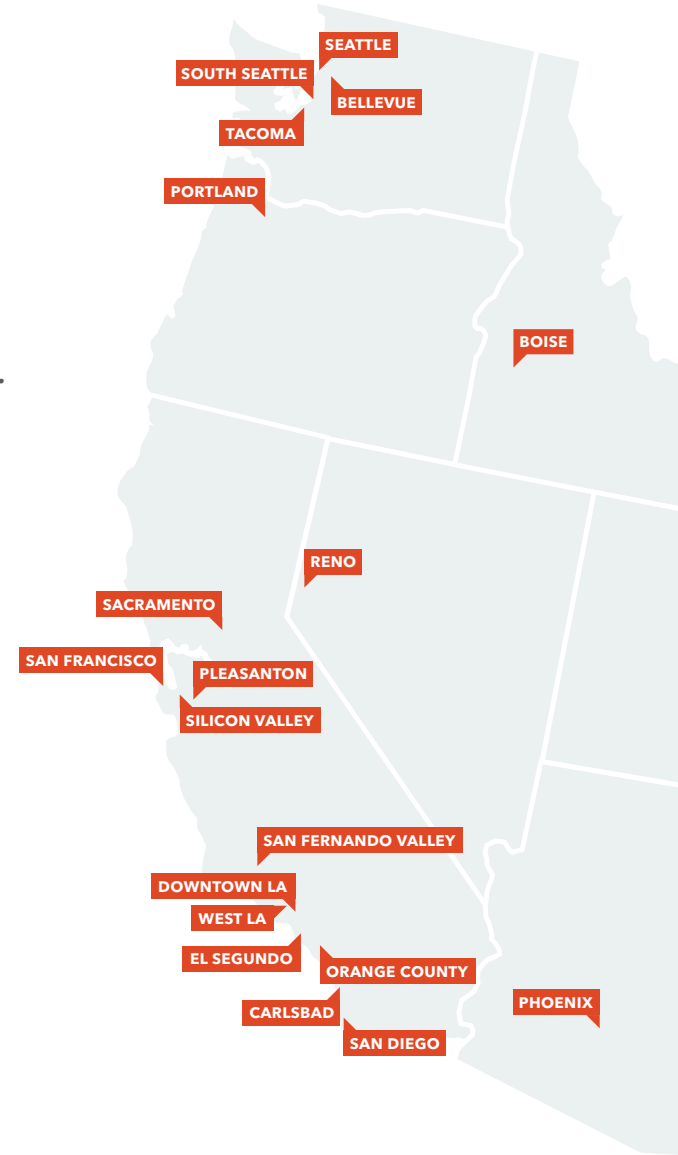 SEATTLE
SOUTH SEATTLE
BELLEVUE
TACOMA
PORTLAND
BOISE
RENO
SACRAMENTO
SAN FRANCISCO
PLEASANTON
SILICON VALLEY
SAN FERNANDO VALLEY
DOWNTOWN LA
WEST LA
EL SEGUNDO
ORANGE COUNTY
PHOENIX
CARLSBAD
SAN DIEGO